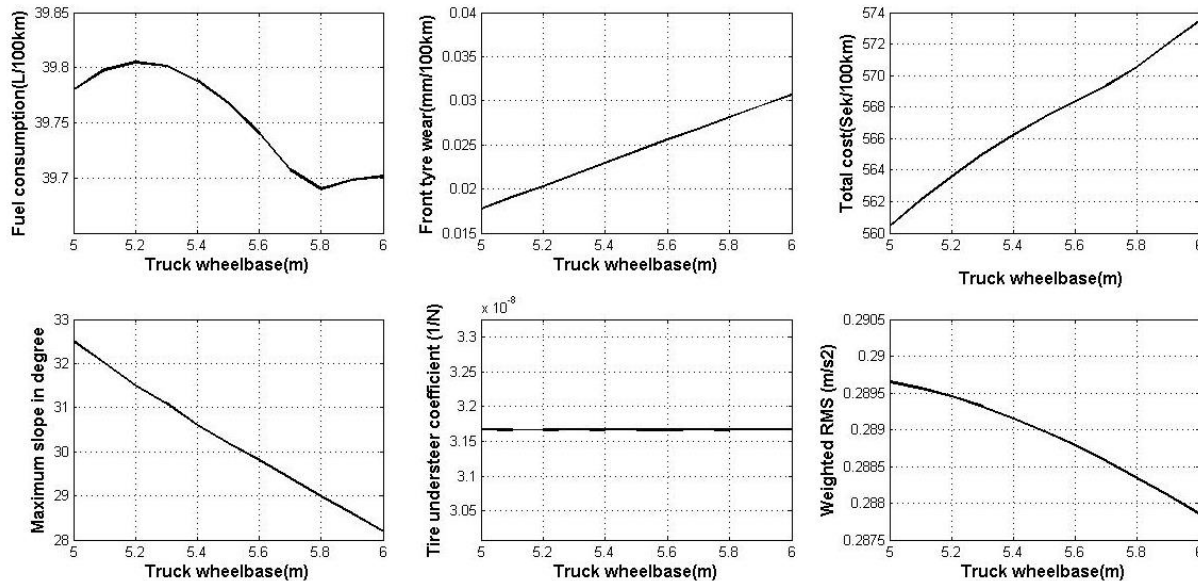 Fuel consumption(L/100km)
39.85
39.8
39.75
39.7
5 5.2 5.4 5.6 5.8 6
Truck wheelbase(m)
Front tyre wear(mm/100km)
0.04
0.035
0.03
0.025
0.02
0.015
5 5.2 5.4 5.6 5.8 6
Truck wheelbase(m)
Total cost(Sek/100km)
574
572
570
568
566
564
562
560
5 5.2 5.4 5.6 5.8 6
Truck wheelbase(m)
Maximum slope in degree
33
32
31
30
29
28
5 5.2 5.4 5.6 5.8 6
Truck wheelbase(m)
Tire understeer coefficient (1/N)
x 10^-8
3.3
3.25
3.2
3.15
3.1
3.05
5 5.2 5.4 5.6 5.8 6
Truck wheelbase(m)
Weighted RMS (m/s2)
0.2905
0.29
0.2895
0.289
0.2885
0.288
0.2875
5 5.2 5.4 5.6 5.8 6
Truck wheelbase(m)